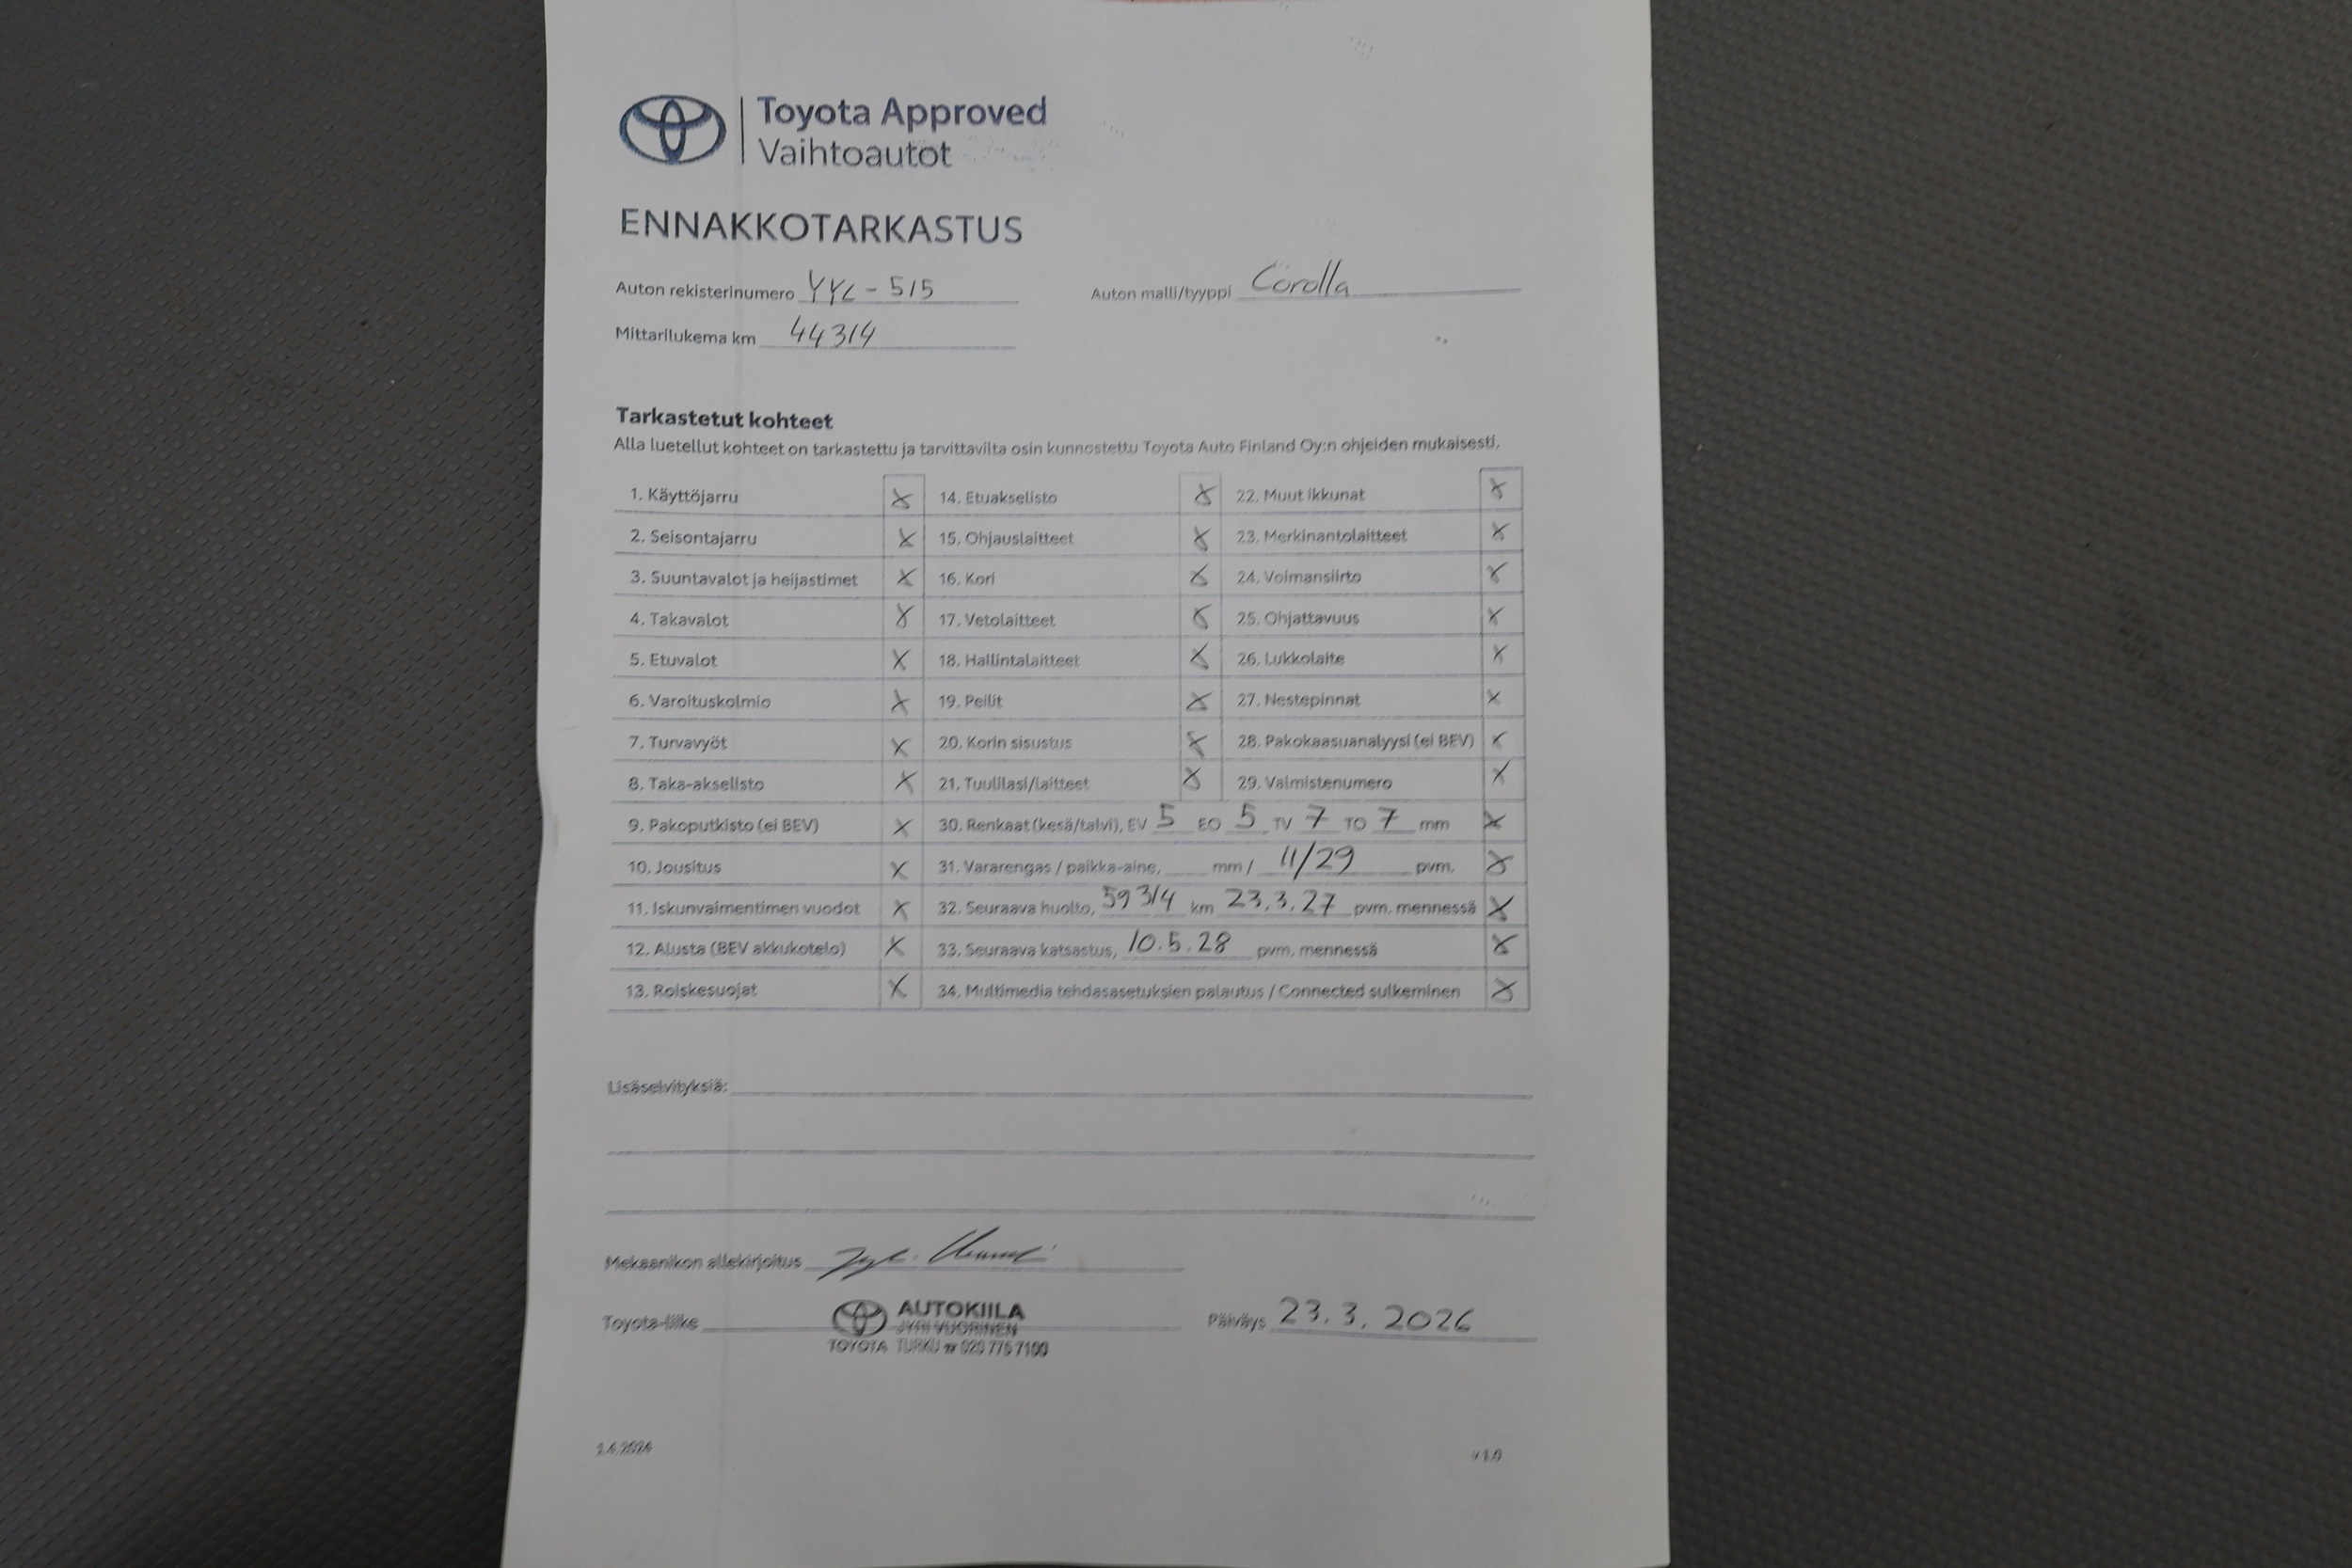 Toyota Approved
Vaihtoautot
ENNAKKOTARKASTUS
Auton rekisterinumero YYL-515 Auton malli/tyyppi Corolla
Mittarilukema km 44314
Tarkastetut kohteet
Alla luetellut kohteet on tarkastettu ja tarvittavilta osin kunnostettu Toyota Auto Finland Oy:n ohjeiden mukaisesti.
1. Käyttöjarru X 14. Etuakselisto X 22. Muut ikkunat X
2. Seisontajarru X 15. Ohjauslaitteet X 23. Merkinantolaitteet X
3. Suuntavalot ja heijastimet X 16. Kori X 24. Voimansiirto X
4. Takavalot X 17. Vetolaitteet X 25. Ohjattavuus X
5. Etuvalot X 18. Hallintalaitteet X 26. Lukkolaite X
6. Varoituskolmio X 19. Peilit X 27. Nestepinnat X
7. Turvavyöt X 20. Korin sisustus X 28. Pakokaasuanalyysi (ei BEV) X
8. Taka-akselisto X 21. Tuulilasi/laitteet X 29. Valmistenumero X
9. Pakoputkisto (ei BEV) X 30. Renkaat (kesä/talvi), EV 5 EO 5 TV 7 TO 7 mm X
10. Jousitus X 31. Vararengas / paikka-aine, mm / 11/29 pvm. X
11. Iskunvaimentimen vuodot X 32. Seuraava huolto, 59314 km 23.3.27 pvm. mennessä X
12. Alusta (BEV akkukotelo) X 33. Seuraava katsastus, 10.5.28 pvm. mennessä X
13. Roiskesuojat X 34. Multimedia tehdasasetuksien palautus / Connected sulkeminen X
Lisäselvityksiä:
Mekaanikon allekirjoitus
Toyota-liike AUTOKIILA Päiväys 23.3.2026
JYRI VUORINEN
TOYOTA TURKU ☎ 020 775 7100
1.4.2024 v 1.0